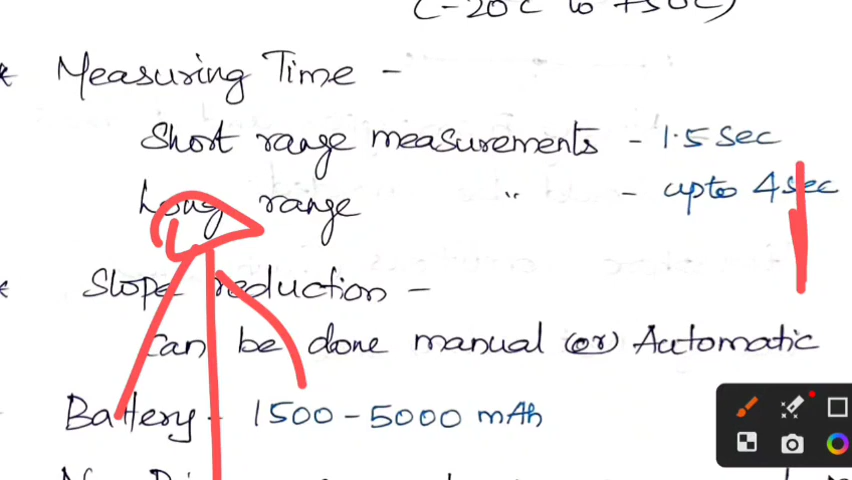 (-20°C to +50°C)
* Measuring Time -
Short range measurements - 1.5 Sec
Long range " - upto 4 sec
* Slope reduction -
Can be done manual (or) Automatic
Battery - 1500 - 5000 mAh